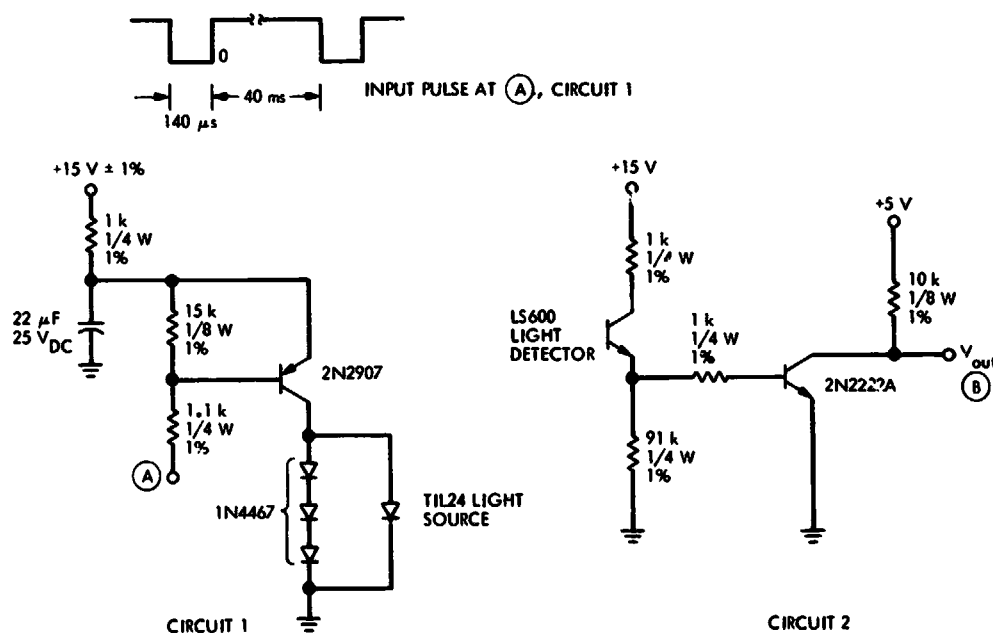 0
40 ms
140 μs
INPUT PULSE AT A, CIRCUIT 1
+15 V ± 1%
1 k
1/4 W
1%
22 μF
25 VDC
15 k
1/8 W
1%
2N2907
1.1 k
1/4 W
1%
A
1N4467
TIL24 LIGHT
SOURCE
CIRCUIT 1
+15 V
1 k
1%
LS600
LIGHT
DETECTOR
1 k
1/4 W
1%
91 k
1/4 W
1%
+5 V
10 k
1/8 W
1%
Vout
B
CIRCUIT 2